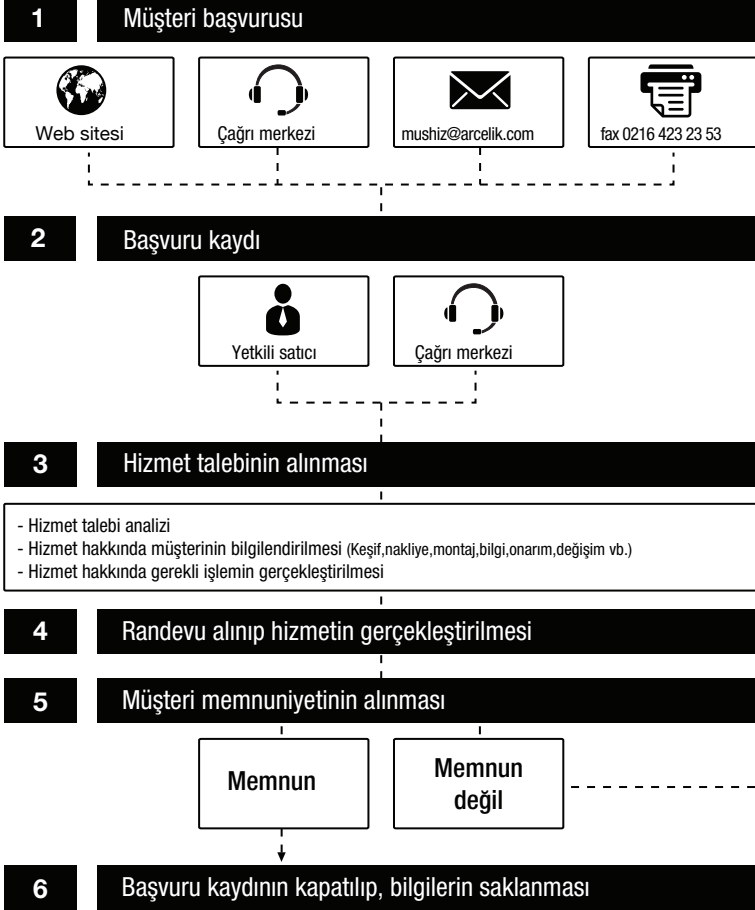 1 Müşteri başvurusu
Web sitesi
Çağrı merkezi
mushiz@arcelik.com
fax 0216 423 23 53
2 Başvuru kaydı
Yetkili satıcı
Çağrı merkezi
3 Hizmet talebinin alınması
- Hizmet talebi analizi
- Hizmet hakkında müşterinin bilgilendirilmesi (Keşif,nakliye,montaj,bilgi,onarım,değişim vb.)
- Hizmet hakkında gerekli işlemin gerçekleştirilmesi
4 Randevu alınıp hizmetin gerçekleştirilmesi
5 Müşteri memnuniyetinin alınması
Memnun
Memnun
değil
6 Başvuru kaydının kapatılıp, bilgilerin saklanması